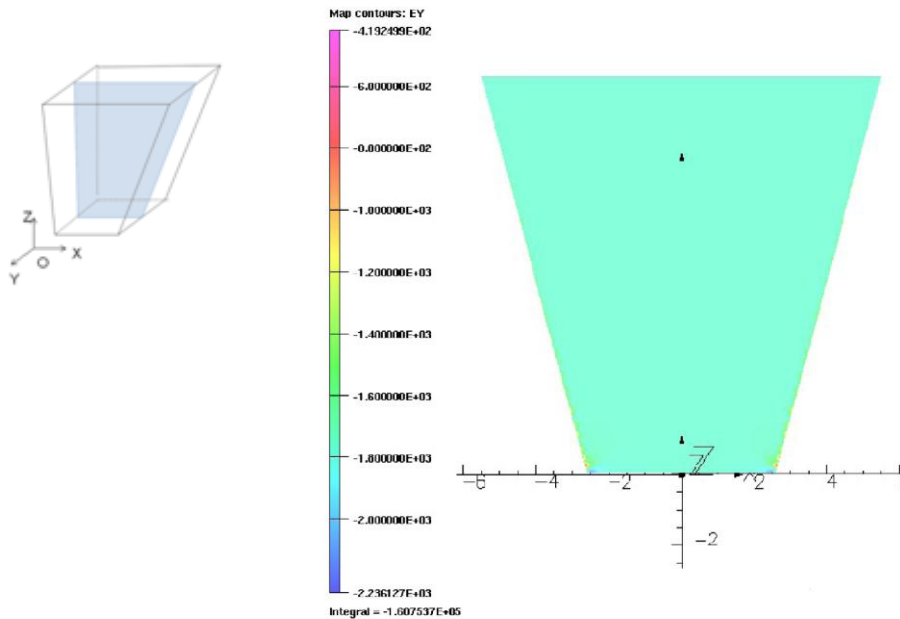 Map contours: EY
-4.192499E+02
-6.000000E+02
-8.000000E+02
-1.000000E+03
-1.200000E+03
-1.400000E+03
-1.600000E+03
-1.800000E+03
-2.000000E+03
-2.236127E+03
Integral = -1.607537E+05
Z
X
O
Y
Z
-6 -4 -2 2 4
-2